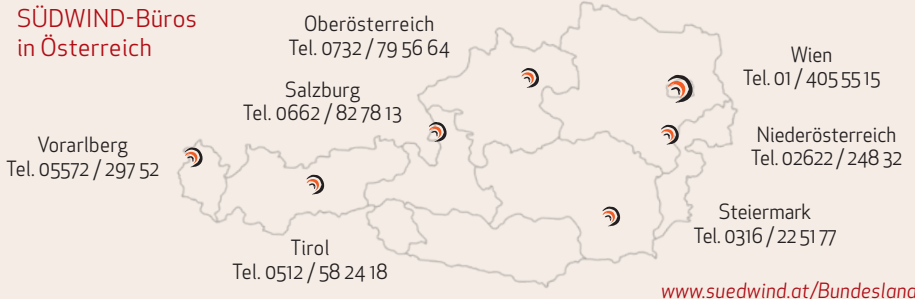 SÜDWIND-Büros
in Österreich
Oberösterreich
Tel. 0732 / 79 56 64
Wien
Tel. 01 / 405 55 15
Salzburg
Tel. 0662 / 82 78 13
Vorarlberg
Tel. 05572 / 297 52
Niederösterreich
Tel. 02622 / 248 32
Steiermark
Tel. 0316 / 22 51 77
Tirol
Tel. 0512 / 58 24 18
www.suedwind.at/Bundesland